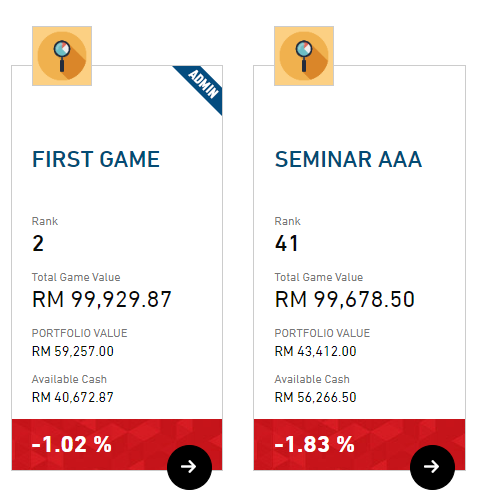 ADMIN
FIRST GAME
Rank
2
Total Game Value
RM 99,929.87
PORTFOLIO VALUE
RM 59,257.00
Available Cash
RM 40,672.87
-1.02 %
SEMINAR AAA
Rank
41
Total Game Value
RM 99,678.50
PORTFOLIO VALUE
RM 43,412.00
Available Cash
RM 56,266.50
-1.83 %